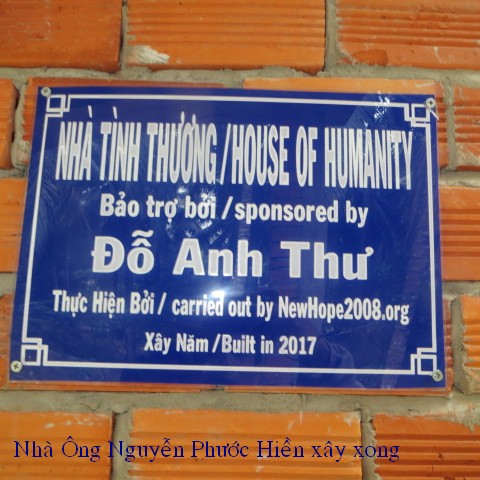 NHÀ TÌNH THƯƠNG / HOUSE OF HUMANITY
Bảo trợ bởi / sponsored by
Đỗ Anh Thư
Thực Hiện Bởi / carried out by NewHope2008.org
Xây Năm / Built in 2017
Nhà Ông Nguyễn Phước Hiền xây xong